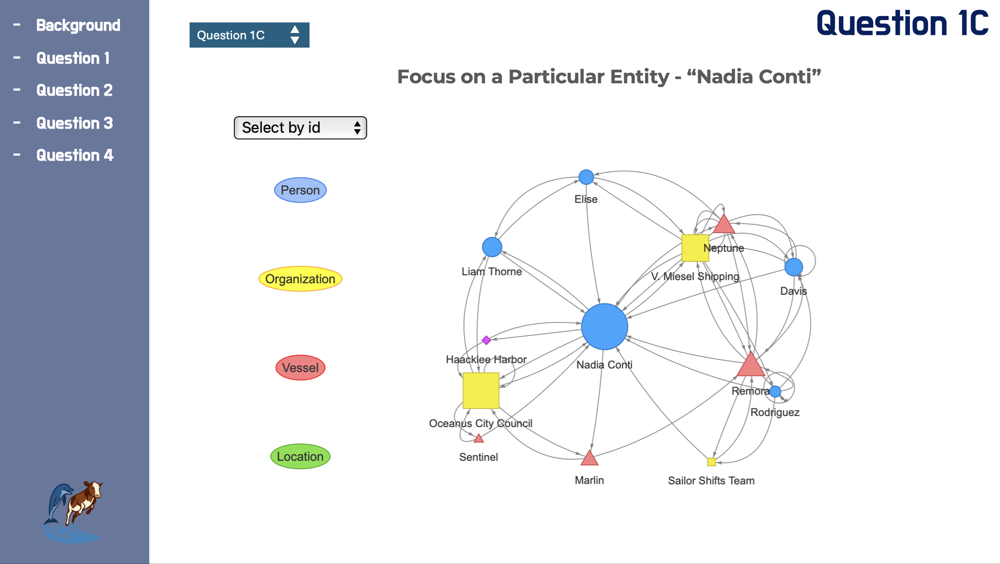 - Background
- Question 1
- Question 2
- Question 3
- Question 4
Question 1C
Question 1C
Focus on a Particular Entity - “Nadia Conti”
Select by id
Person
Organization
Vessel
Location
Elise
Neptune
Liam Thorne
V. Miesel Shipping
Davis
Haacklee Harbor
Nadia Conti
Remora
Rodriguez
Oceanus City Council
Sentinel
Marlin
Sailor Shifts Team